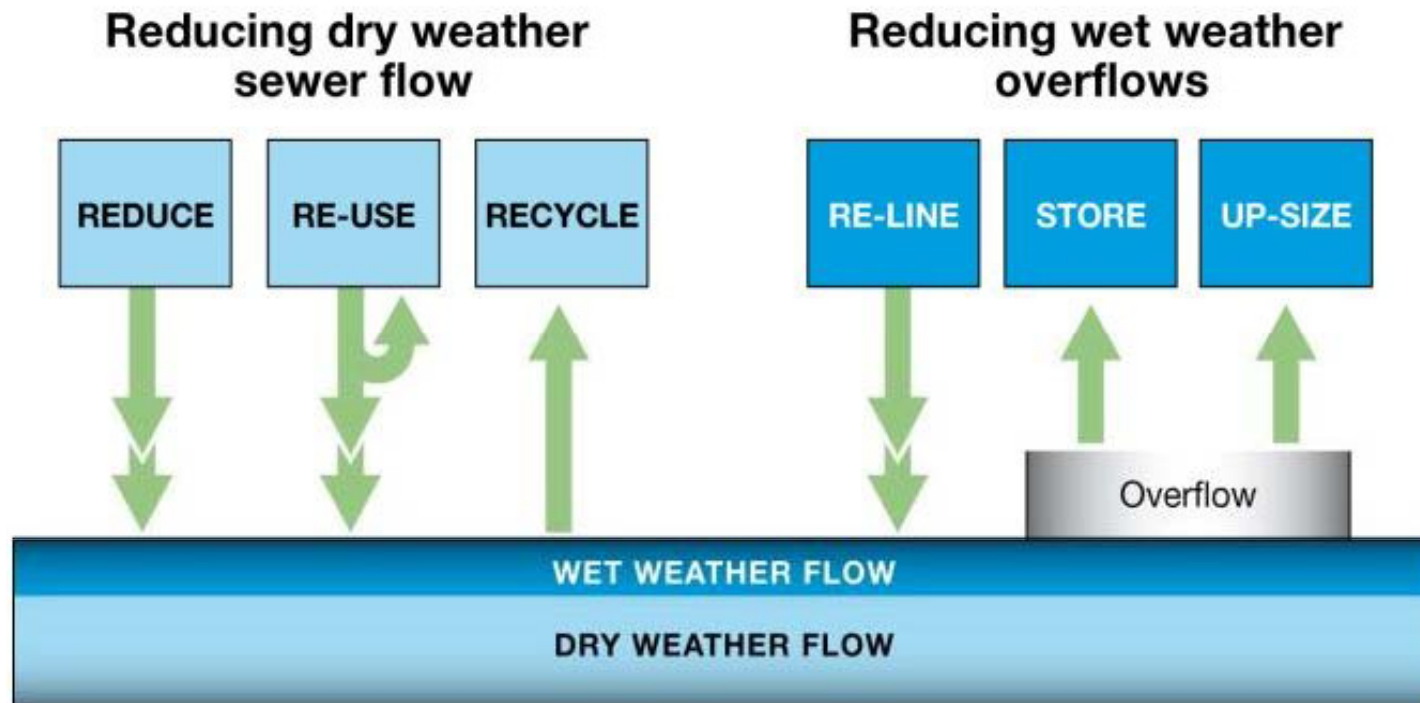 Reducing dry weather
sewer flow
Reducing wet weather
overflows
REDUCE
RE-USE
RECYCLE
RE-LINE
STORE
UP-SIZE
Overflow
WET WEATHER FLOW
DRY WEATHER FLOW